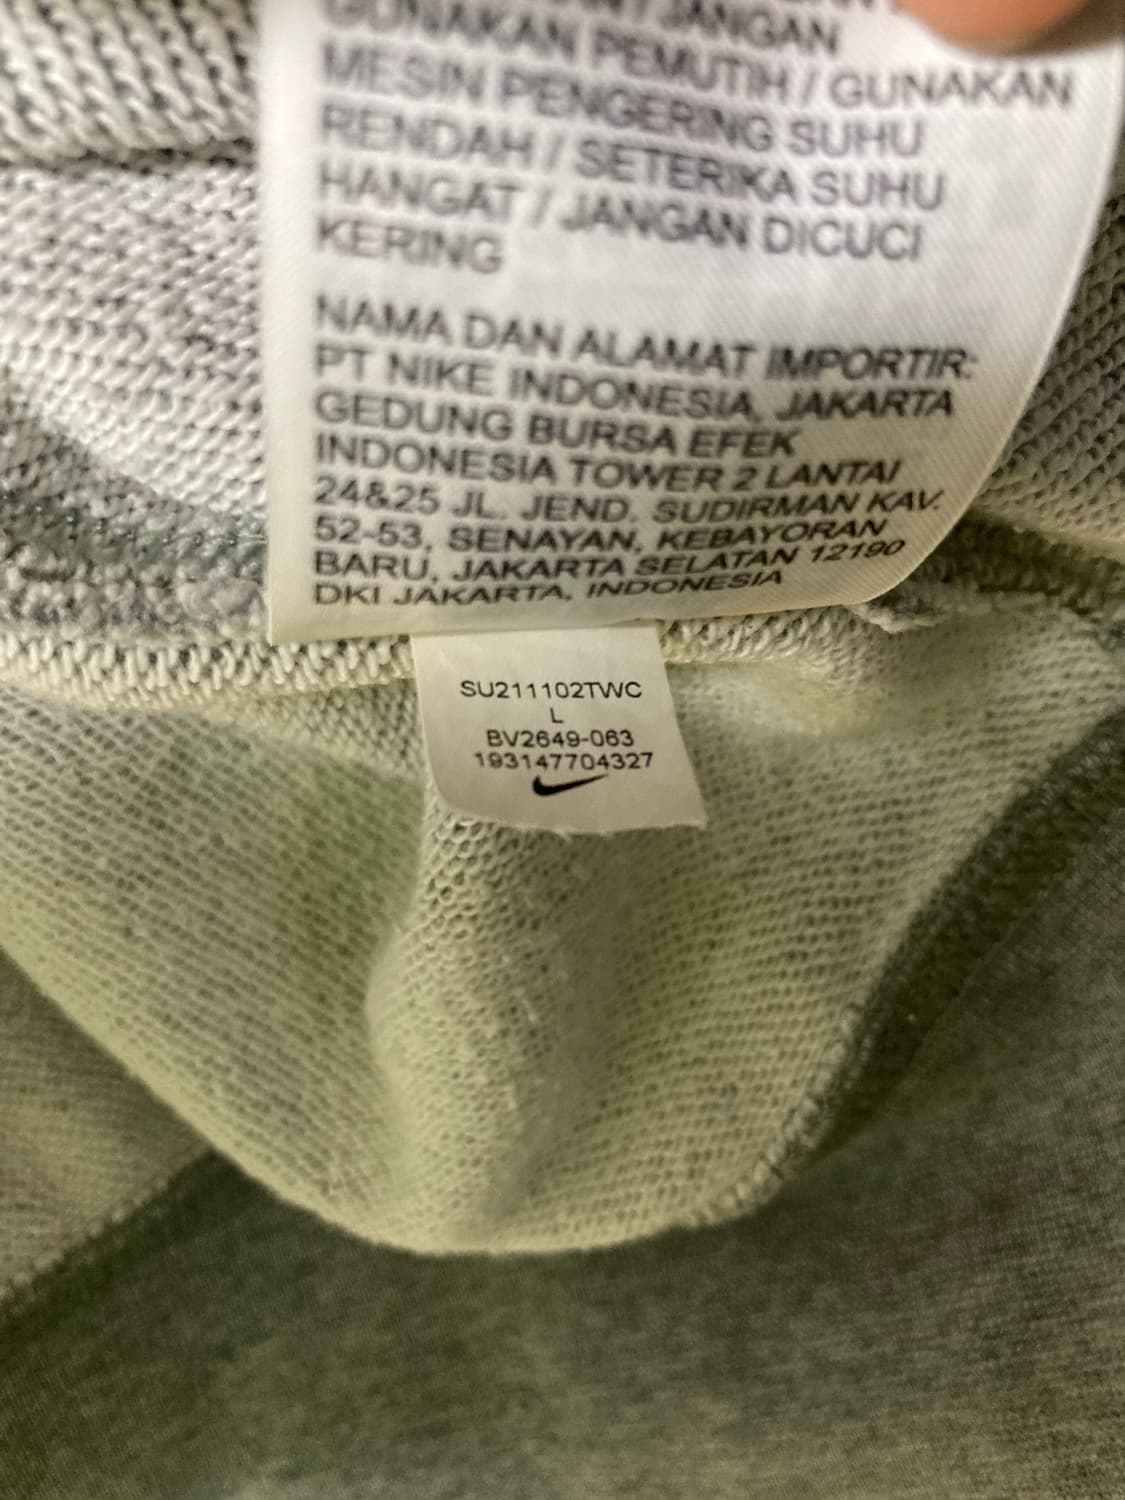 JANGAN
GUNAKAN PEMUTIH / GUNAKAN
MESIN PENGERING SUHU
RENDAH / SETERIKA SUHU
HANGAT / JANGAN DICUCI
KERING
NAMA DAN ALAMAT IMPORTIR:
PT NIKE INDONESIA, JAKARTA
GEDUNG BURSA EFEK
INDONESIA TOWER 2 LANTAI
24&25 JL. JEND. SUDIRMAN KAV.
52-53, SENAYAN, KEBAYORAN
BARU, JAKARTA SELATAN 12190
DKI JAKARTA, INDONESIA
SU211102TWC
L
BV2649-063
193147704327